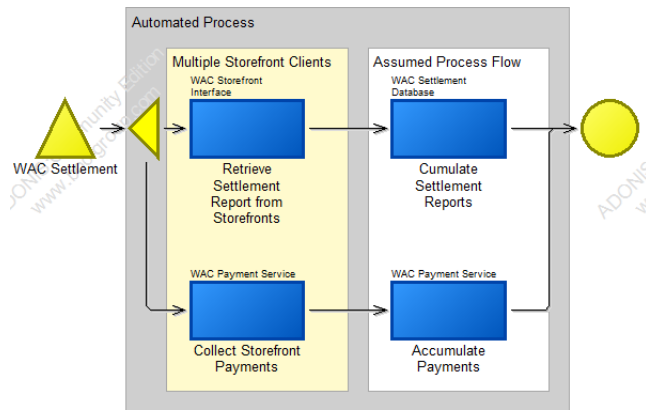 Automated Process
Multiple Storefront Clients
Assumed Process Flow
WAC Storefront
Interface
WAC Settlement
Database
WAC Settlement
Retrieve
Settlement
Report from
Storefronts
Cumulate
Settlement
Reports
WAC Payment Service
WAC Payment Service
Collect Storefront
Payments
Accumulate
Payments